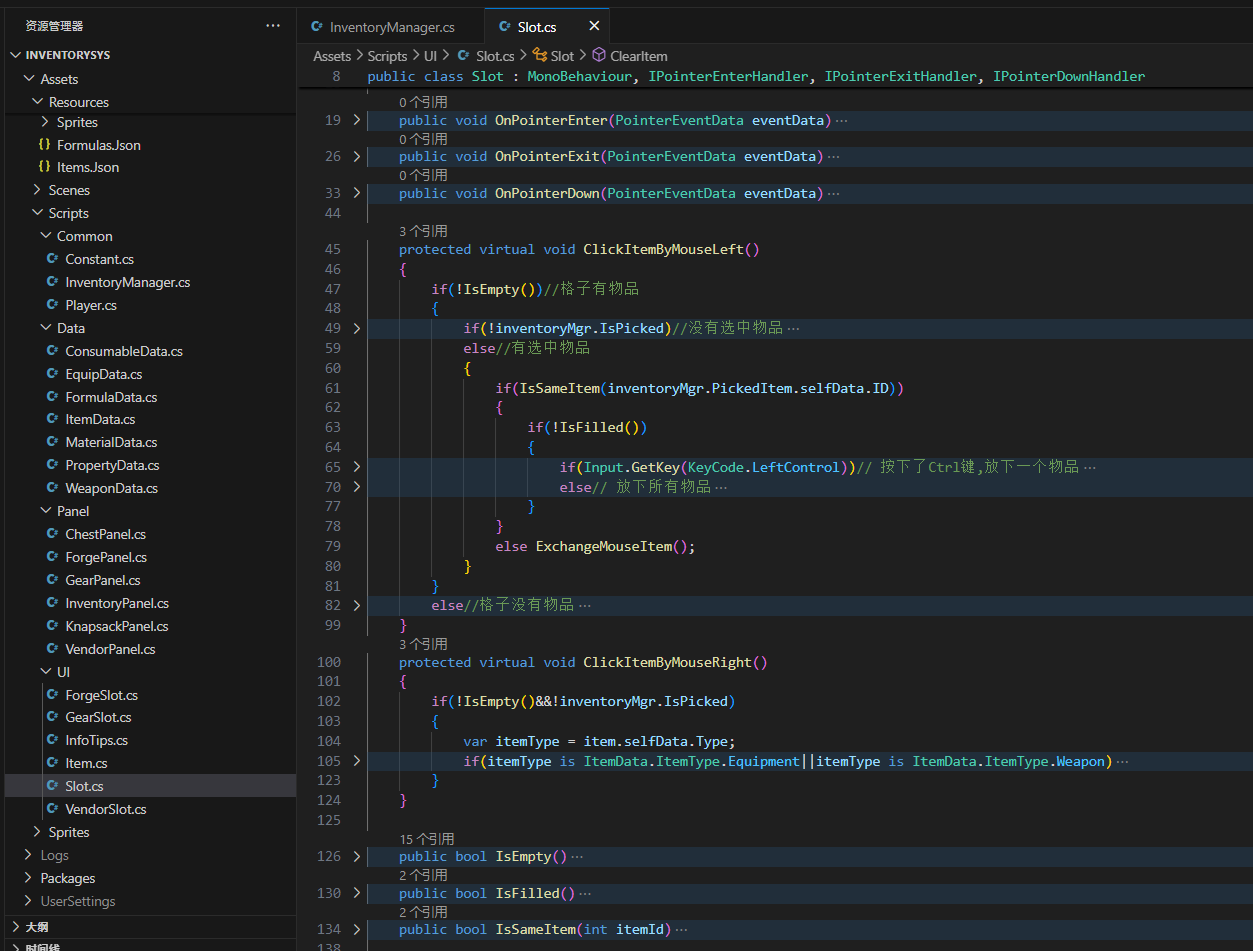 资源管理器
INVENTORYSYS
Assets
Resources
Sprites
Formulas.Json
Items.Json
Scenes
Scripts
Common
Constant.cs
InventoryManager.cs
Player.cs
Data
ConsumableData.cs
EquipData.cs
FormulaData.cs
ItemData.cs
MaterialData.cs
PropertyData.cs
WeaponData.cs
Panel
ChestPanel.cs
ForgePanel.cs
GearPanel.cs
InventoryPanel.cs
KnapsackPanel.cs
VendorPanel.cs
UI
ForgeSlot.cs
GearSlot.cs
InfoTips.cs
Item.cs
Slot.cs
VendorSlot.cs
Sprites
Logs
Packages
UserSettings
大纲
时间线
InventoryManager.cs
Slot.cs
Assets > Scripts > UI > Slot.cs > Slot > ClearItem
8 public class Slot : MonoBehaviour, IPointerEnterHandler, IPointerExitHandler, IPointerDownHandler
0 个引用
19 public void OnPointerEnter(PointerEventData eventData) ···
0 个引用
26 public void OnPointerExit(PointerEventData eventData) ···
0 个引用
33 public void OnPointerDown(PointerEventData eventData) ···
44
3 个引用
45 protected virtual void ClickItemByMouseLeft()
46 {
47 if(!IsEmpty())//格子有物品
48 {
49 if(!inventoryMgr.IsPicked)//没有选中物品 ···
59 else//有选中物品
60 {
61 if(IsSameItem(inventoryMgr.PickedItem.selfData.ID))
62 {
63 if(!IsFilled())
64 {
65 if(Input.GetKey(KeyCode.LeftControl))// 按下了Ctrl键,放下一个物品 ···
70 else// 放下所有物品 ···
77 }
78 }
79 else ExchangeMouseItem();
80 }
81 }
82 else//格子没有物品 ···
99 }
3 个引用
100 protected virtual void ClickItemByMouseRight()
101 {
102 if(!IsEmpty()&&!inventoryMgr.IsPicked)
103 {
104 var itemType = item.selfData.Type;
105 if(itemType is ItemData.ItemType.Equipment||itemType is ItemData.ItemType.Weapon) ···
123 }
124 }
125
15 个引用
126 public bool IsEmpty() ···
2 个引用
130 public bool IsFilled() ···
2 个引用
134 public bool IsSameItem(int itemId) ···
138